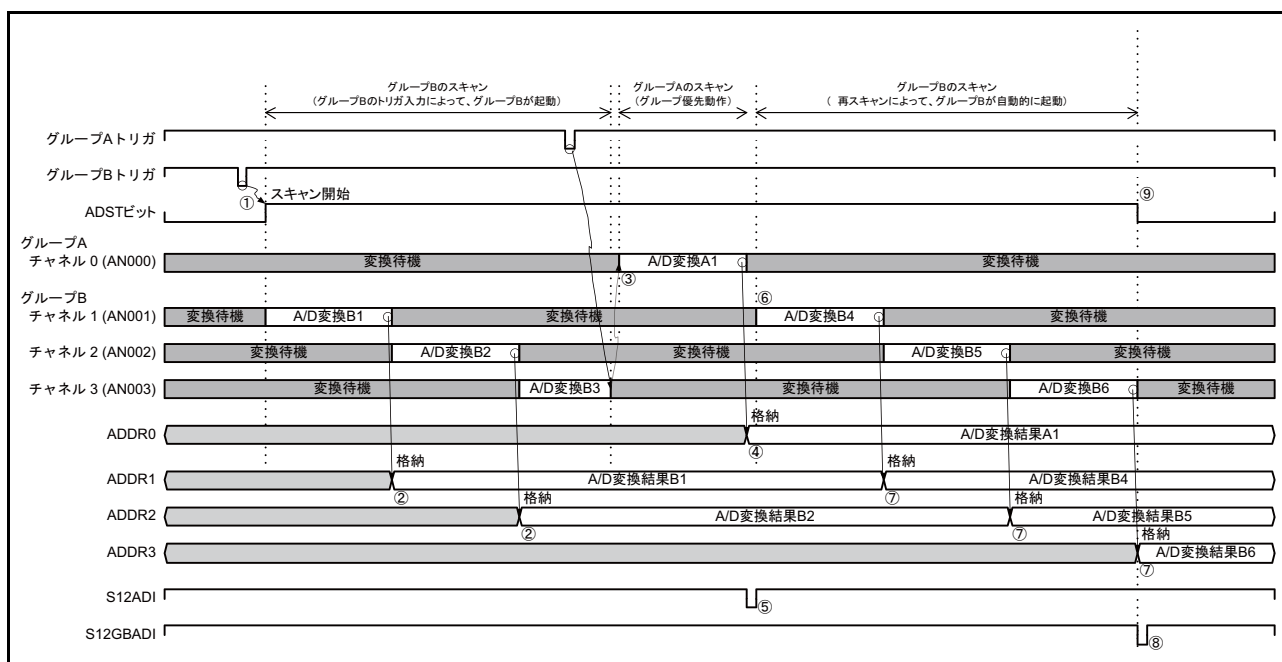 グループBのスキャン
(グループBのトリガ入力によって、グループBが起動)
グループAのスキャン
(グループ優先動作)
グループBのスキャン
( 再スキャンによって、グループBが自動的に起動)
グループAトリガ
グループBトリガ
① スキャン開始
ADSTビット
⑨
グループA
チャネル 0 (AN000)
変換待機
③
A/D変換A1
変換待機
グループB
⑥
チャネル 1 (AN001)
変換待機
A/D変換B1
変換待機
A/D変換B4
変換待機
チャネル 2 (AN002)
変換待機
A/D変換B2
変換待機
A/D変換B5
変換待機
チャネル 3 (AN003)
変換待機
A/D変換B3
変換待機
A/D変換B6
変換待機
格納
ADDR0
④
A/D変換結果A1
格納
格納
ADDR1
②
A/D変換結果B1
⑦
A/D変換結果B4
格納
格納
ADDR2
②
A/D変換結果B2
⑦
A/D変換結果B5
格納
ADDR3
⑦
A/D変換結果B6
S12ADI
⑤
S12GBADI
⑧